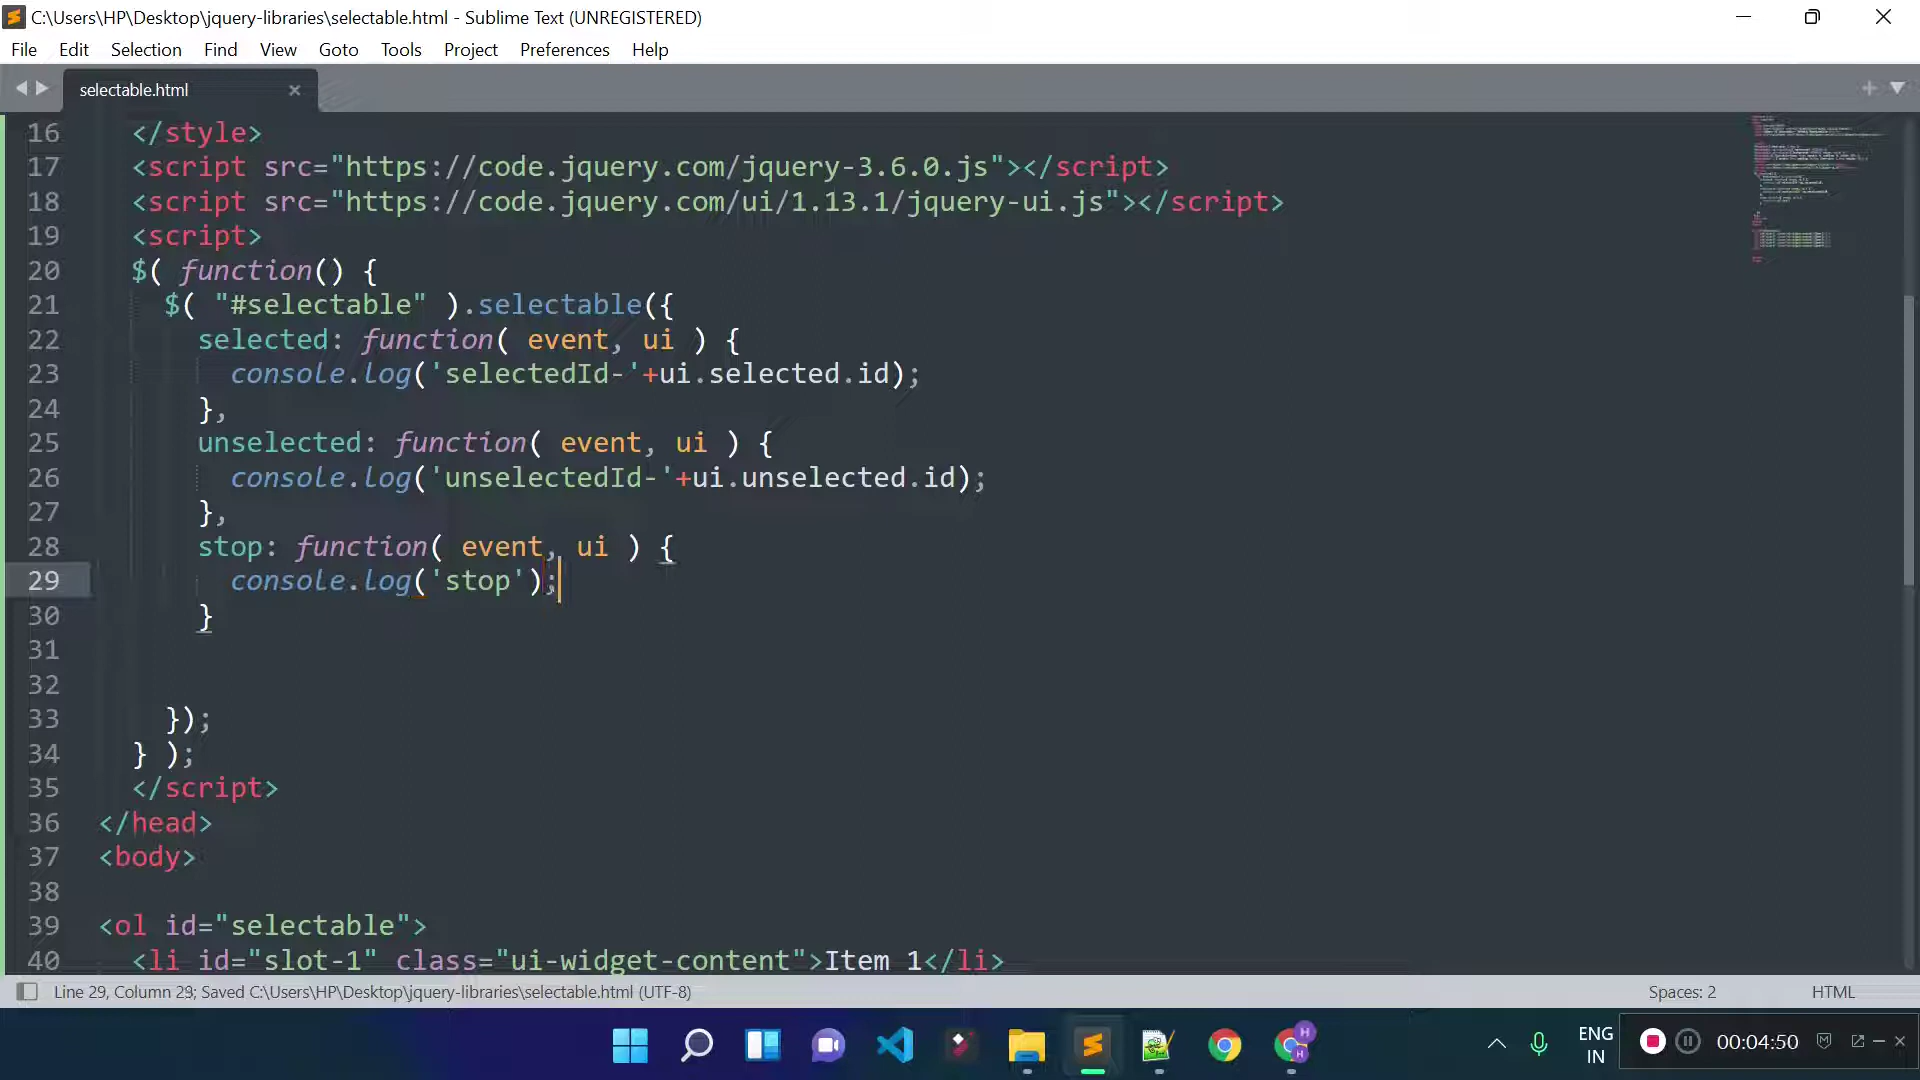 C:\Users\HP\Desktop\jquery-libraries\selectable.html - Sublime Text (UNREGISTERED)
File Edit Selection Find View Goto Tools Project Preferences Help
selectable.html
16 </style>
17 <script src="https://code.jquery.com/jquery-3.6.0.js"></script>
18 <script src="https://code.jquery.com/ui/1.13.1/jquery-ui.js"></script>
19 <script>
20 $( function() {
21 $( "#selectable" ).selectable({
22 selected: function( event, ui ) {
23 console.log('selectedId-'+ui.selected.id);
24 },
25 unselected: function( event, ui ) {
26 console.log('unselectedId-'+ui.unselected.id);
27 },
28 stop: function( event, ui ) {
29 console.log('stop');
30 }
31
32
33 });
34 } );
35 </script>
36 </head>
37 <body>
38
39 <ol id="selectable">
40 <li id="slot-1" class="ui-widget-content">Item 1</li>
Line 29, Column 29; Saved C:\Users\HP\Desktop\jquery-libraries\selectable.html (UTF-8) Spaces: 2 HTML
ENG
IN
00:04:50